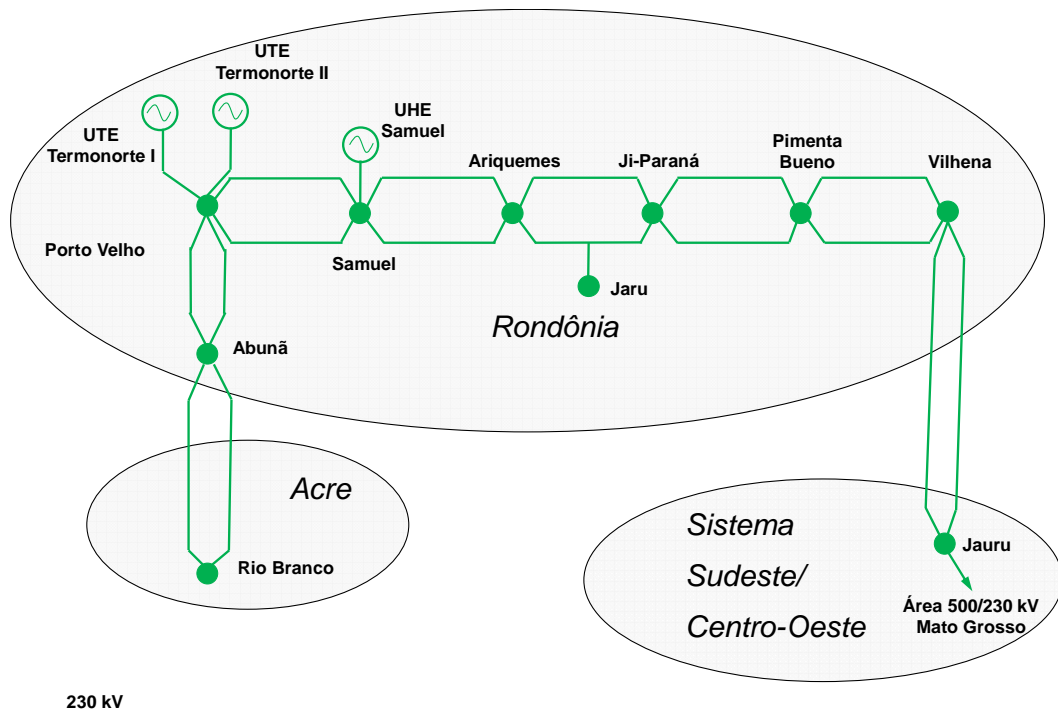 UTE
Termonorte II
UTE
Termonorte I
UHE
Samuel
Ariquemes
Ji-Paraná
Pimenta
Bueno
Vilhena
Porto Velho
Samuel
Jaru
Rondônia
Abunã
Acre
Rio Branco
Sistema
Sudeste/
Centro-Oeste
Jauru
Área 500/230 kV
Mato Grosso
230 kV